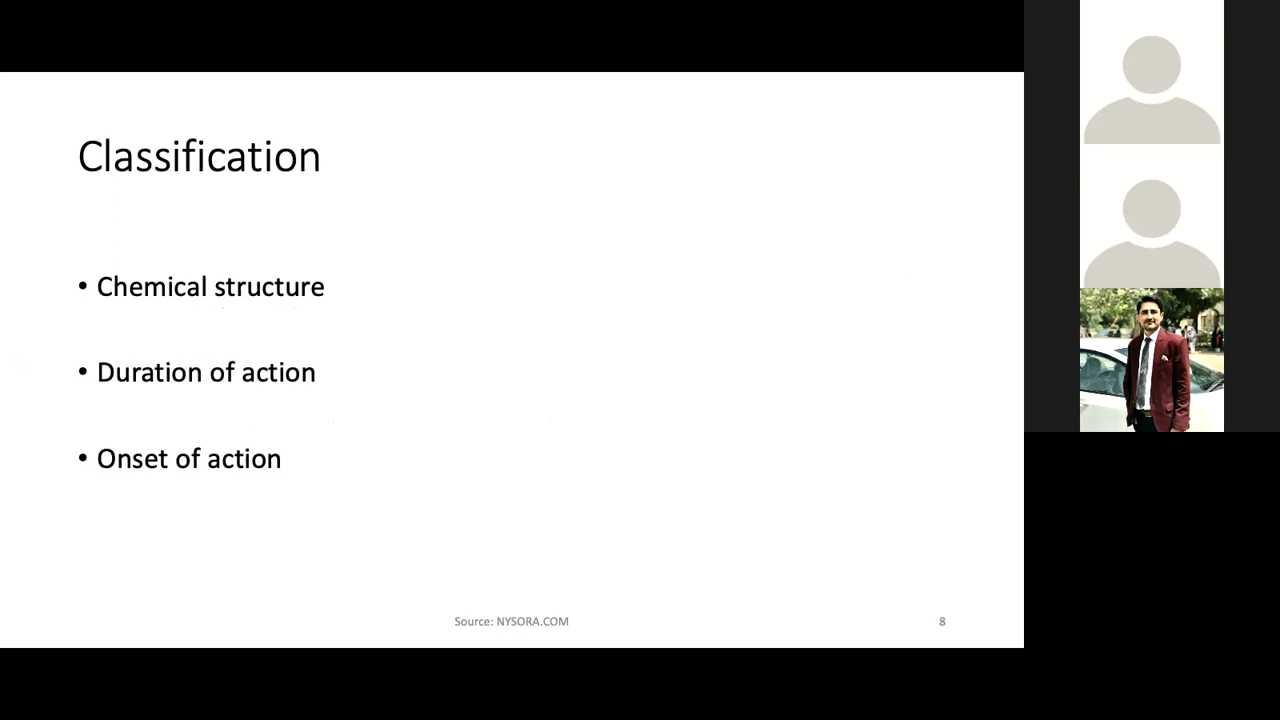 Classification
• Chemical structure
• Duration of action
• Onset of action
Source: NYSORA.COM
8